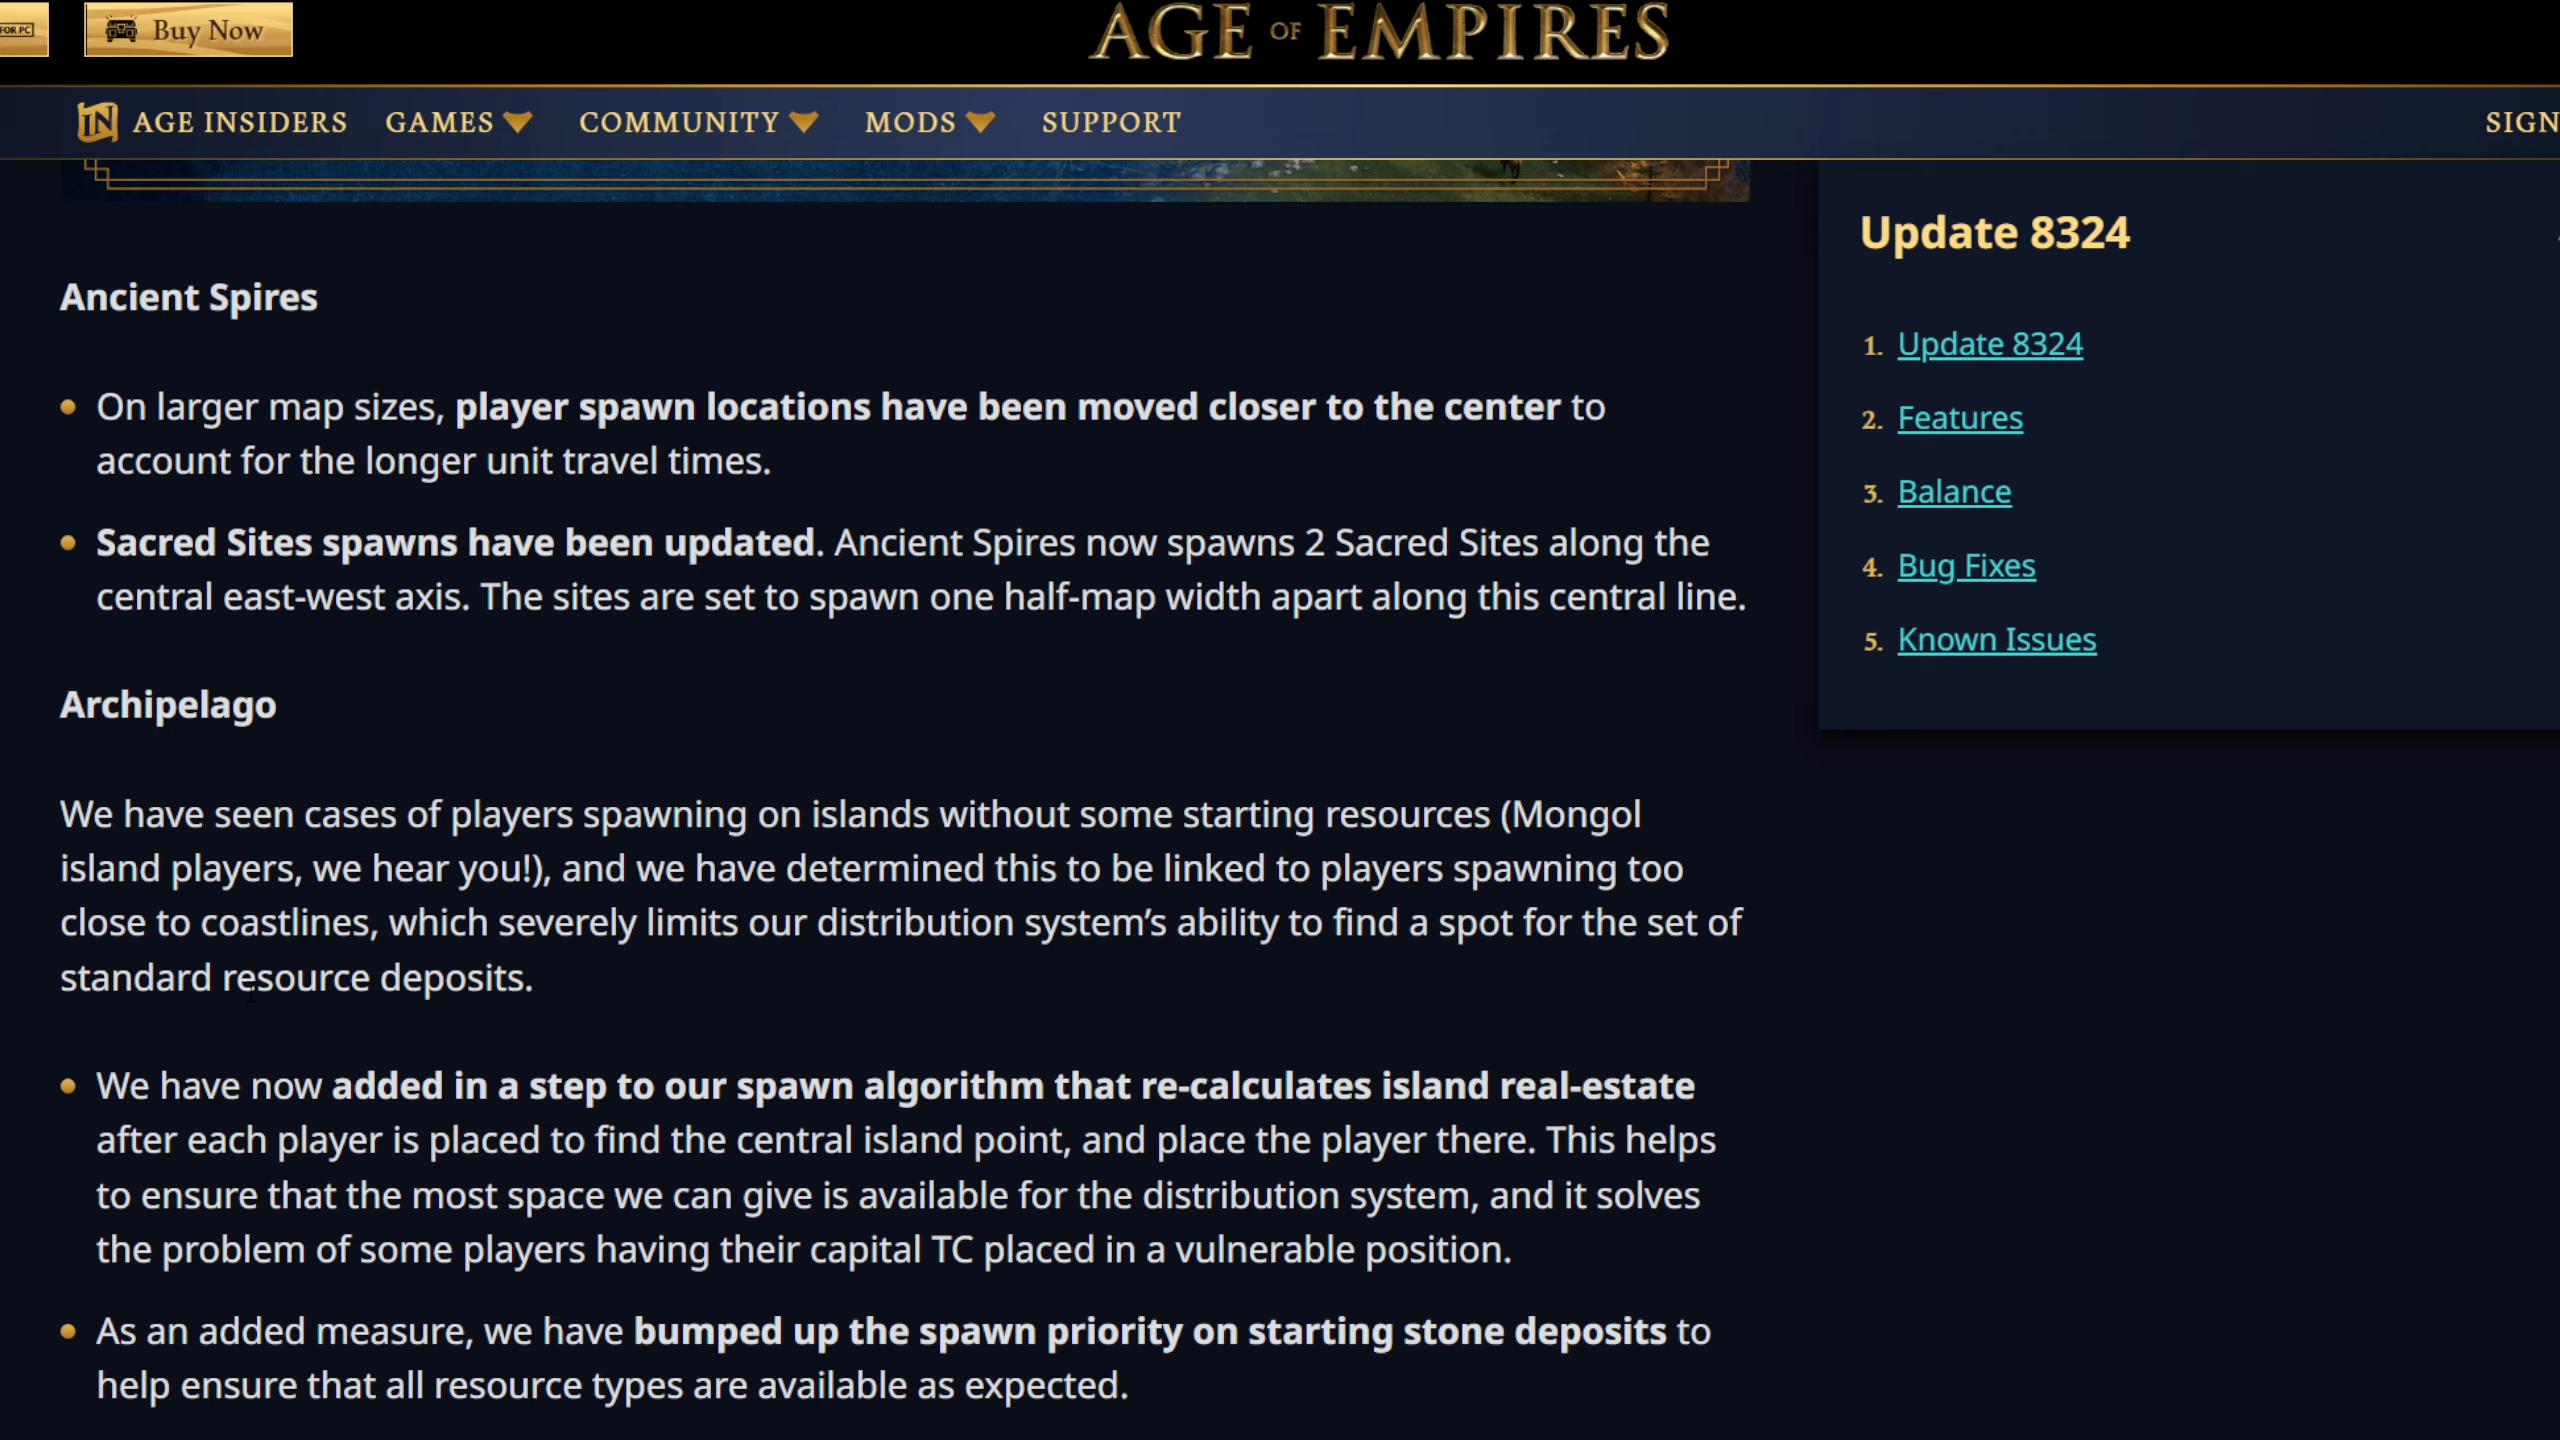 FOR PC
Buy Now
AGE OF EMPIRES
IN AGE INSIDERS GAMES COMMUNITY MODS SUPPORT SIGN
Ancient Spires
On larger map sizes, player spawn locations have been moved closer to the center to
account for the longer unit travel times.
Sacred Sites spawns have been updated. Ancient Spires now spawns 2 Sacred Sites along the
central east-west axis. The sites are set to spawn one half-map width apart along this central line.
Archipelago
We have seen cases of players spawning on islands without some starting resources (Mongol
island players, we hear you!), and we have determined this to be linked to players spawning too
close to coastlines, which severely limits our distribution system’s ability to find a spot for the set of
standard resource deposits.
We have now added in a step to our spawn algorithm that re-calculates island real-estate
after each player is placed to find the central island point, and place the player there. This helps
to ensure that the most space we can give is available for the distribution system, and it solves
the problem of some players having their capital TC placed in a vulnerable position.
As an added measure, we have bumped up the spawn priority on starting stone deposits to
help ensure that all resource types are available as expected.
Update 8324
1. Update 8324
2. Features
3. Balance
4. Bug Fixes
5. Known Issues